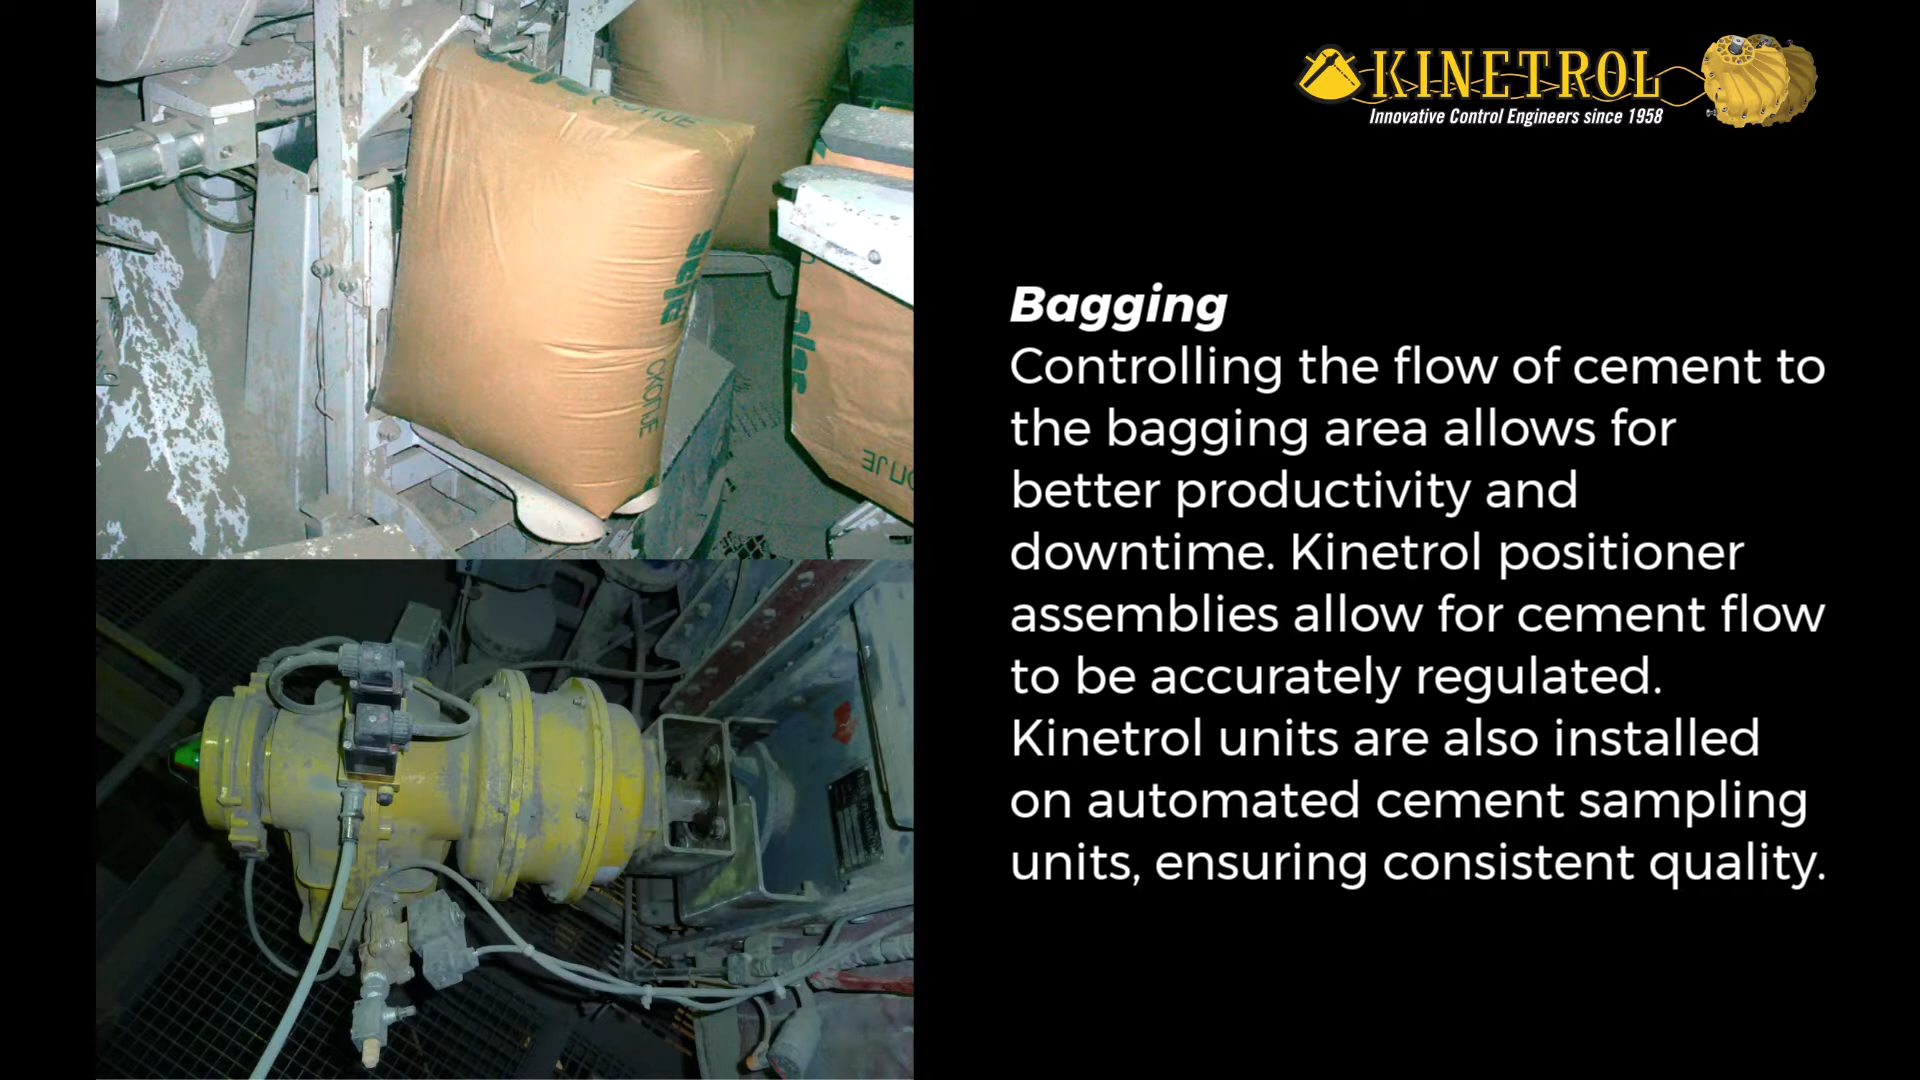 KINETROL
Innovative Control Engineers since 1958
Bagging
Controlling the flow of cement to
the bagging area allows for
better productivity and
downtime. Kinetrol positioner
assemblies allow for cement flow
to be accurately regulated.
Kinetrol units are also installed
on automated cement sampling
units, ensuring consistent quality.
СКОПЈЕ